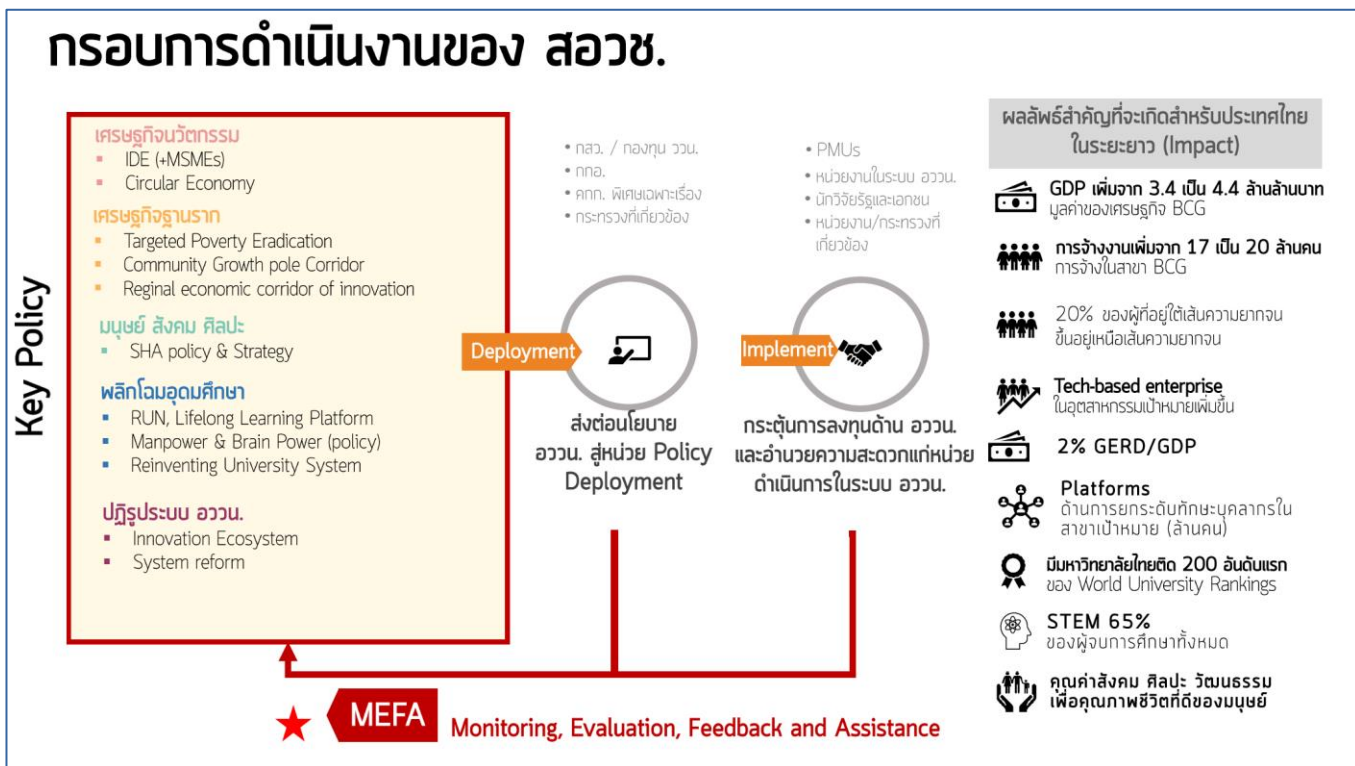 กรอบการดำเนินงานของ สอวช.
Key Policy
เศรษฐกิจนวัตกรรม
▪ IDE (+MSMEs)
▪ Circular Economy
เศรษฐกิจฐานราก
▪ Targeted Poverty Eradication
▪ Community Growth pole Corridor
▪ Reginal economic corridor of innovation
มนุษย์ สังคม ศิลปะ
▪ SHA policy & Strategy
พลิกโฉมอุดมศึกษา
▪ RUN, Lifelong Learning Platform
▪ Manpower & Brain Power (policy)
▪ Reinventing University System
ปฏิรูประบบ อววน.
▪ Innovation Ecosystem
▪ System reform
Deployment
• กสว. / กองทุน ววน.
• กกอ.
• คกก. พิเศษเฉพาะเรื่อง
• กระทรวงที่เกี่ยวข้อง
ส่งต่อนโยบาย
อววน. สู่หน่วย Policy
Deployment
Implement
• PMUs
• หน่วยงานในระบบ อววน.
• นักวิจัยรัฐและเอกชน
• หน่วยงาน/กระทรวงที่
เกี่ยวข้อง
กระตุ้นการลงทุนด้าน อววน.
และอำนวยความสะดวกแก่หน่วย
ดำเนินการในระบบ อววน.
MEFA
Monitoring, Evaluation, Feedback and Assistance
ผลลัพธ์สำคัญที่จะเกิดสำหรับประเทศไทย
ในระยะยาว (Impact)
GDP เพิ่มจาก 3.4 เป็น 4.4 ล้านล้านบาท
มูลค่าของเศรษฐกิจ BCG
การจ้างงานเพิ่มจาก 17 เป็น 20 ล้านคน
การจ้างในสาขา BCG
20% ของผู้ที่อยู่ใต้เส้นความยากจน
ขึ้นอยู่เหนือเส้นความยากจน
Tech-based enterprise
ในอุตสาหกรรมเป้าหมายเพิ่มขึ้น
2% GERD/GDP
Platforms
ด้านการยกระดับทักษะบุคลากรใน
สาขาเป้าหมาย (ล้านคน)
มีมหาวิทยาลัยไทยติด 200 อันดับแรก
ของ World University Rankings
STEM 65%
ของผู้จบการศึกษาทั้งหมด
คุณค่าสังคม ศิลปะ วัฒนธรรม
เพื่อคุณภาพชีวิตที่ดีของมนุษย์